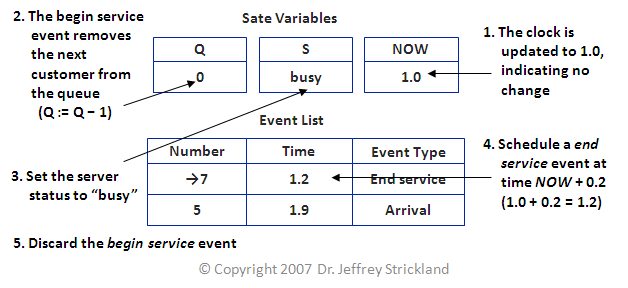 2. The begin service
event removes
the next
customer from
the queue
(Q := Q – 1)
Sate Variables
Q S NOW
0 busy 1.0
1. The clock is
updated to 1.0,
indicating no
change
Event List
Number Time Event Type
→7 1.2 End service
5 1.9 Arrival
3. Set the server
status to “busy”
4. Schedule a end
service event at
time NOW + 0.2
(1.0 + 0.2 = 1.2)
5. Discard the begin service event
© Copyright 2007 Dr. Jeffrey Strickland